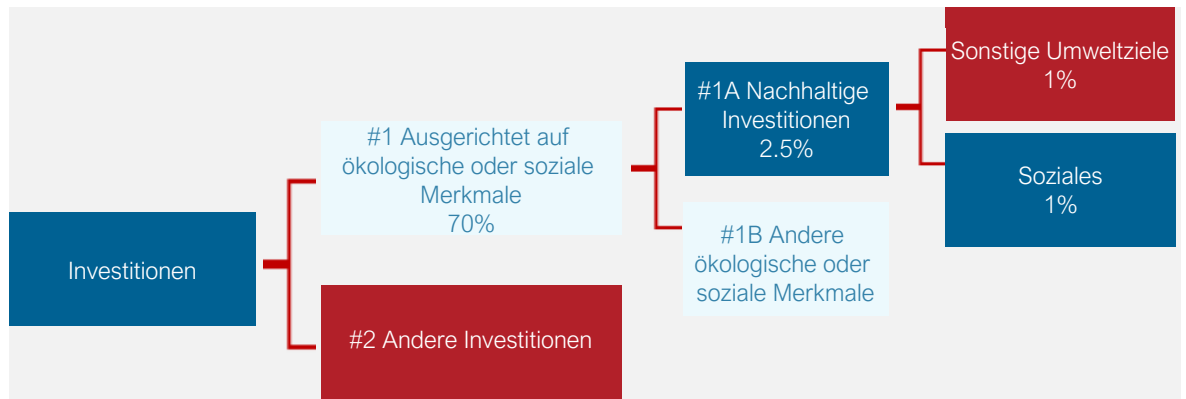 Investitionen
#1 Ausgerichtet auf
ökologische oder soziale
Merkmale
70%
#2 Andere Investitionen
#1A Nachhaltige
Investitionen
2.5%
#1B Andere
ökologische oder
soziale Merkmale
Sonstige Umweltziele
1%
Soziales
1%